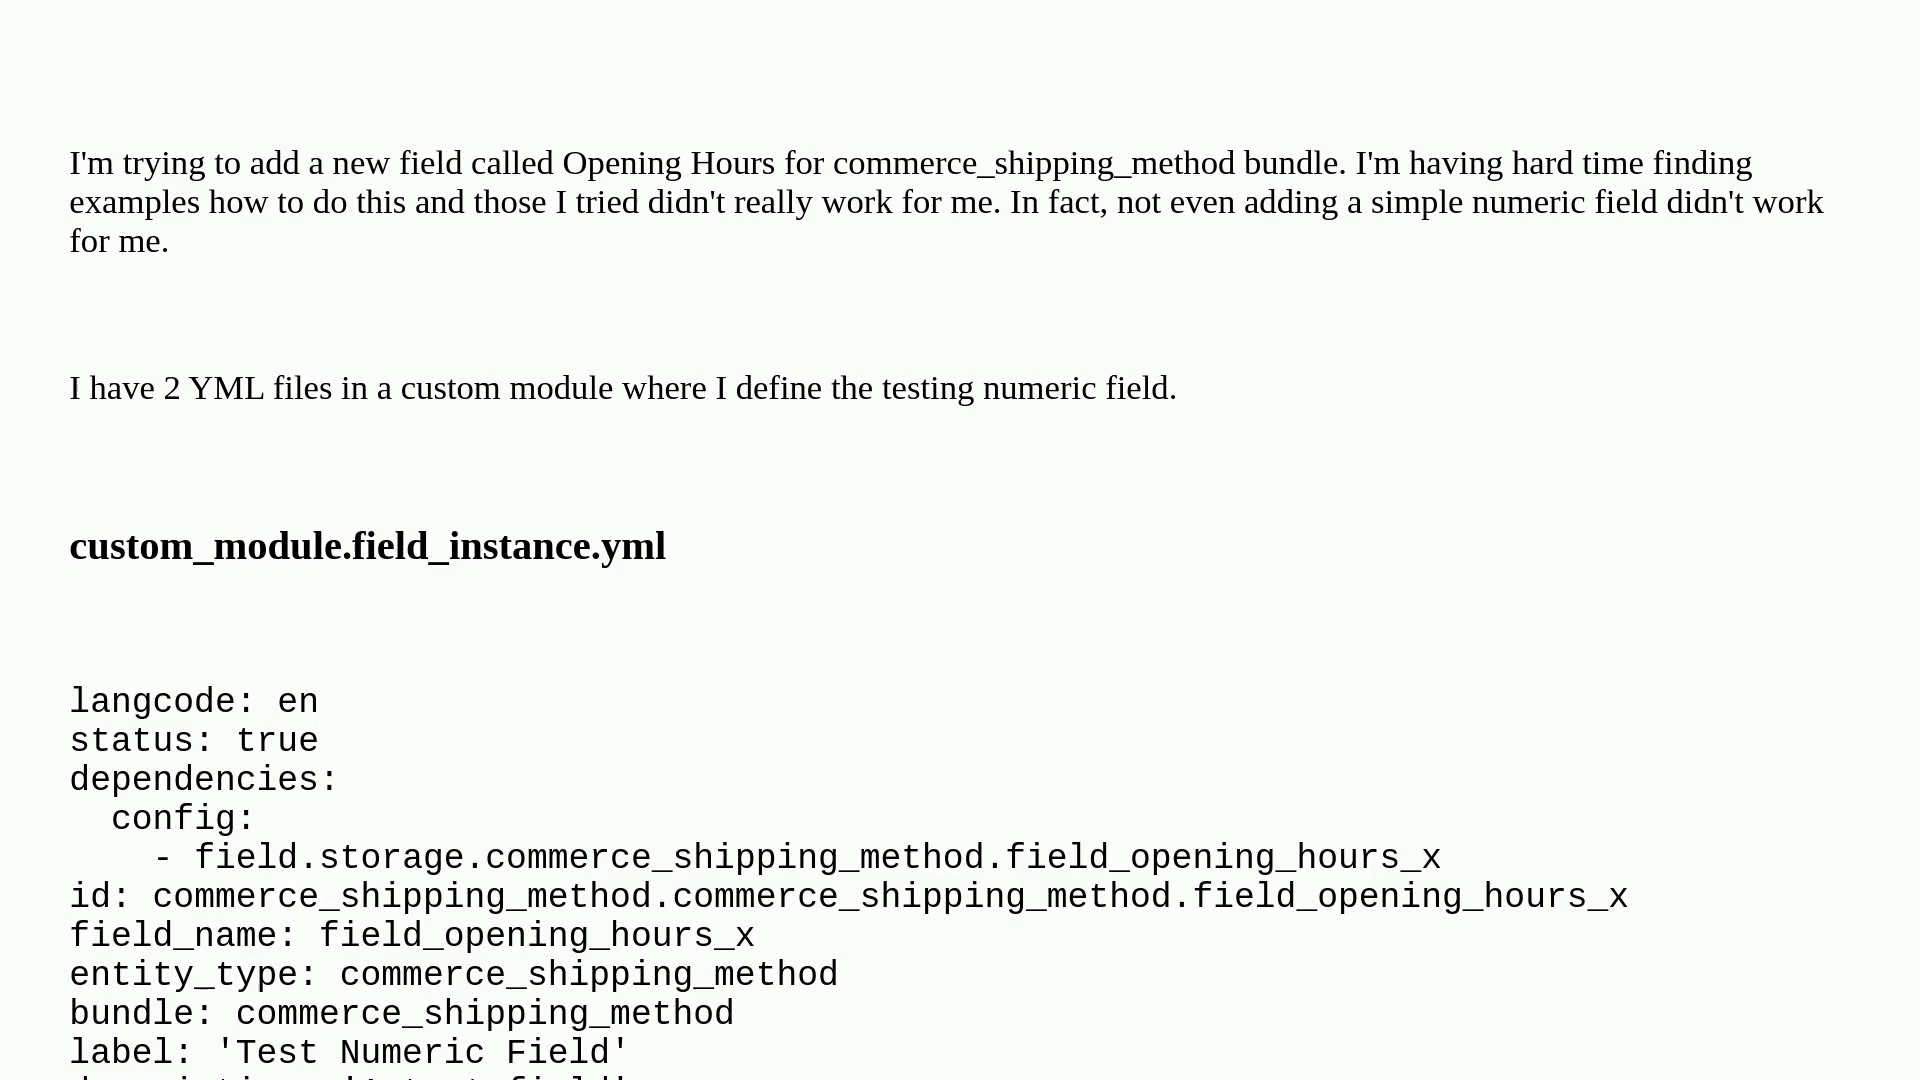 I'm trying to add a new field called Opening Hours for commerce_shipping_method bundle. I'm having hard time finding
examples how to do this and those I tried didn't really work for me. In fact, not even adding a simple numeric field didn't work
for me.
I have 2 YML files in a custom module where I define the testing numeric field.
custom_module.field_instance.yml
langcode: en
status: true
dependencies:
  config:
    - field.storage.commerce_shipping_method.field_opening_hours_x
id: commerce_shipping_method.commerce_shipping_method.field_opening_hours_x
field_name: field_opening_hours_x
entity_type: commerce_shipping_method
bundle: commerce_shipping_method
label: 'Test Numeric Field'